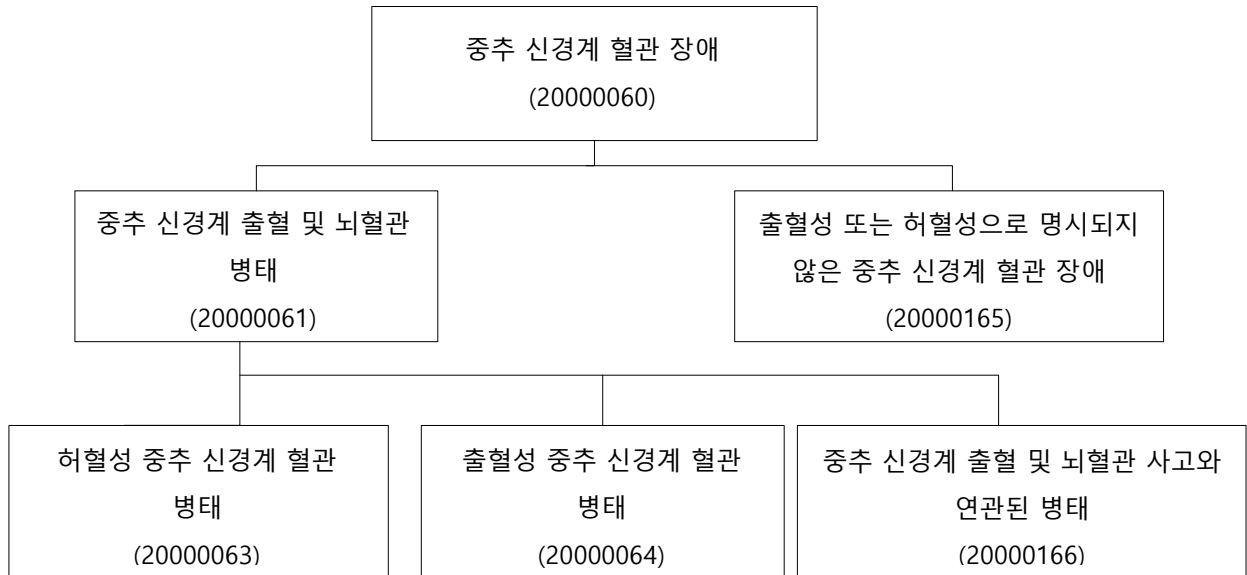 중추 신경계 혈관 장애
(20000060)
중추 신경계 출혈 및 뇌혈관
병태
(20000061)
출혈성 또는 허혈성으로 명시되지
않은 중추 신경계 혈관 장애
(20000165)
허혈성 중추 신경계 혈관
병태
(20000063)
출혈성 중추 신경계 혈관
병태
(20000064)
중추 신경계 출혈 및 뇌혈관 사고와
연관된 병태
(20000166)